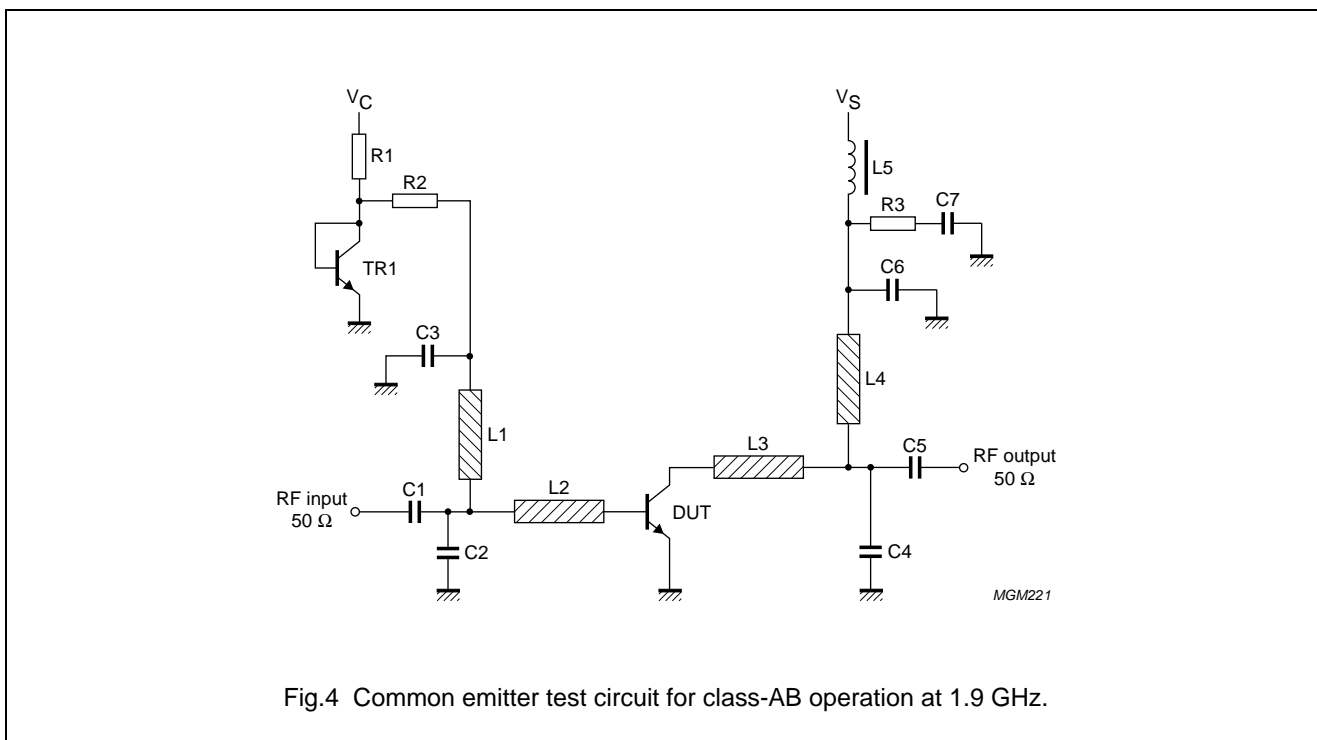 V_C
V_S
R1
L5
R2
R3
C7
TR1
C6
C3
L4
L1
L3
C5
RF output
50 Ω
RF input
50 Ω
C1
L2
DUT
C2
C4
MGM221
Fig.4 Common emitter test circuit for class-AB operation at 1.9 GHz.